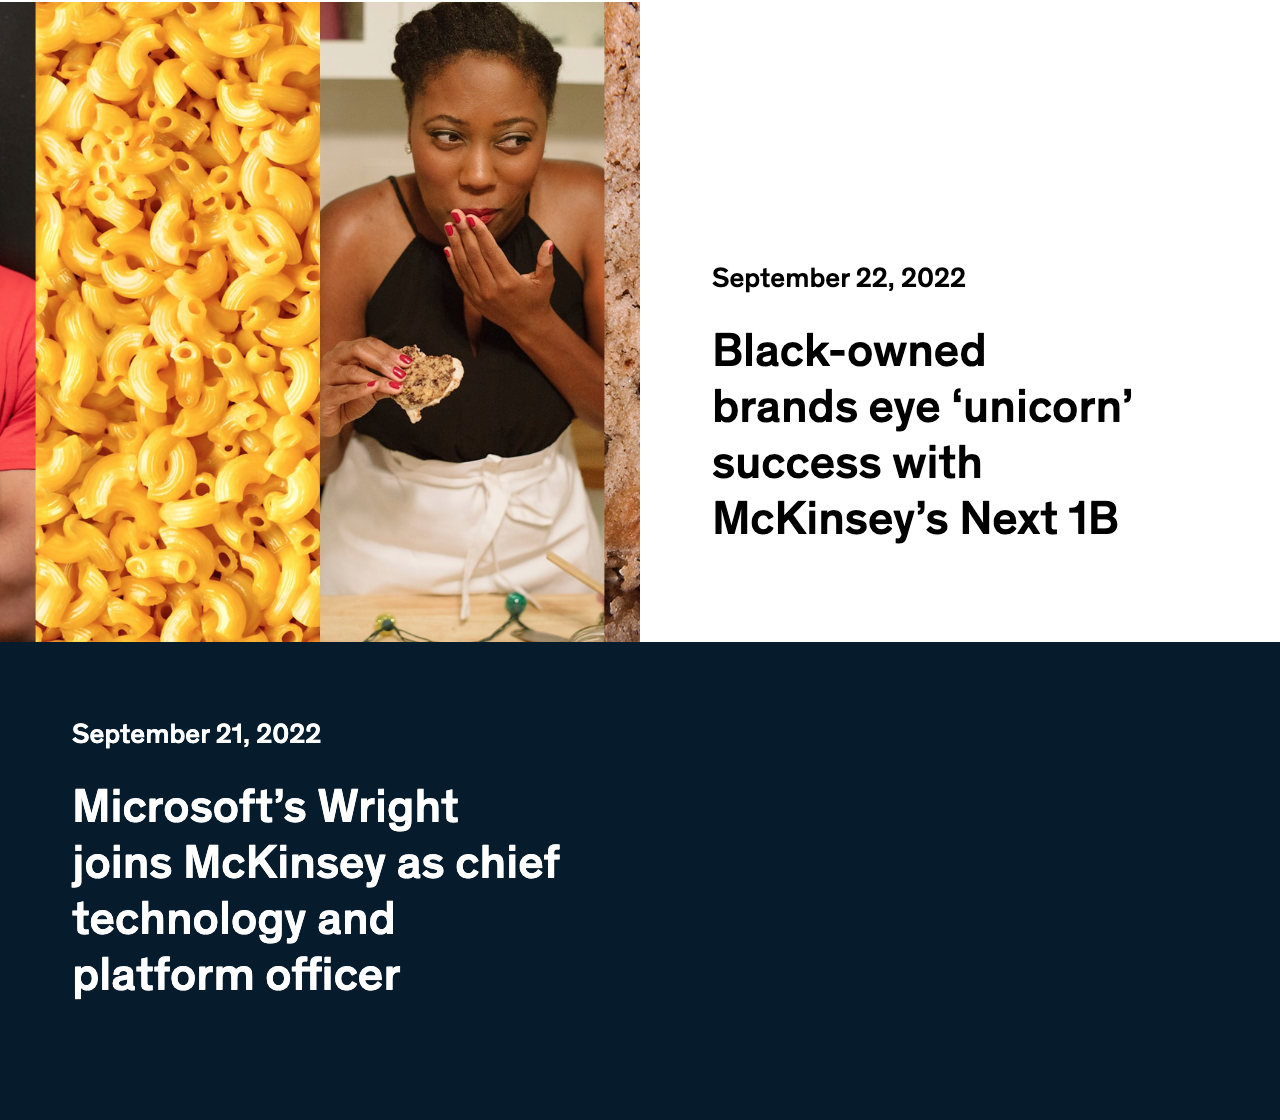 September 22, 2022
Black-owned
brands eye ‘unicorn’
success with
McKinsey’s Next 1B
September 21, 2022
Microsoft’s Wright
joins McKinsey as chief
technology and
platform officer